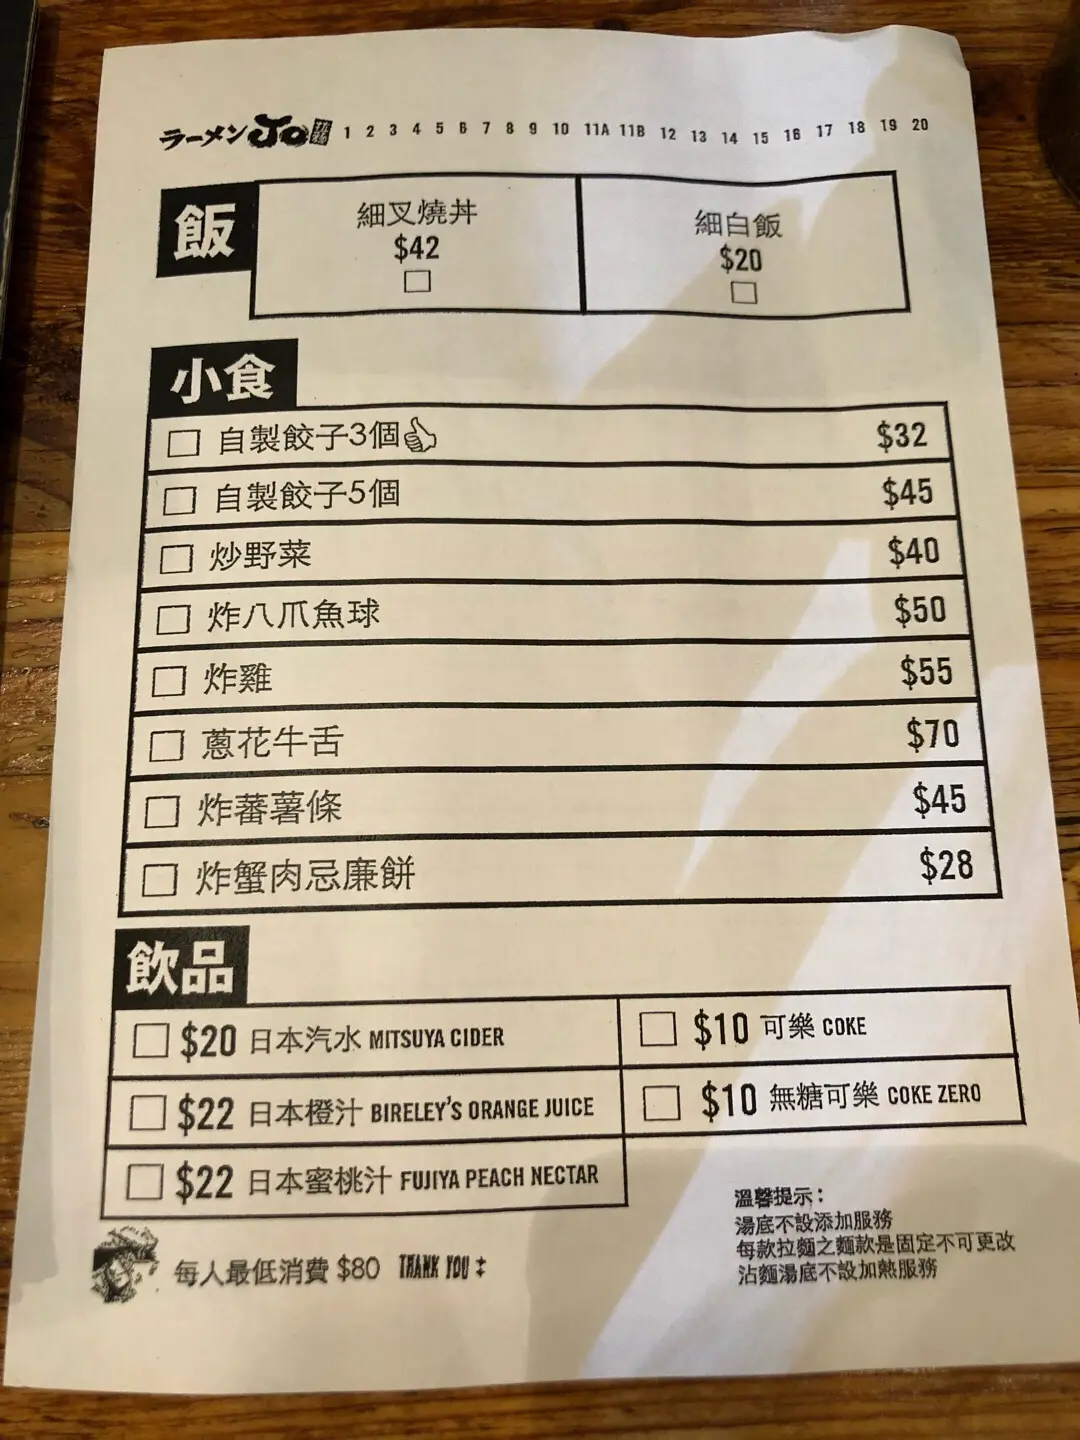 ラーメン Jo 1 2 3 4 5 6 7 8 9 10 11A 11B 12 13 14 15 16 17 18 19 20
飯
細叉燒丼
$42
細白飯
$20
小食
自製餃子3個 $32
自製餃子5個 $45
炒野菜 $40
炸八爪魚球 $50
炸雞 $55
蔥花牛舌 $70
炸蕃薯條 $45
炸蟹肉忌廉餅 $28
飲品
$20 日本汽水 MITSUYA CIDER
$10 可樂 COKE
$22 日本橙汁 BIRELEY'S ORANGE JUICE
$10 無糖可樂 COKE ZERO
$22 日本蜜桃汁 FUJIYA PEACH NECTAR
每人最低消費 $80 THANK YOU
溫馨提示：
湯底不設添加服務
每款拉麵之麵款是固定不可更改
沾麵湯底不設加熱服務